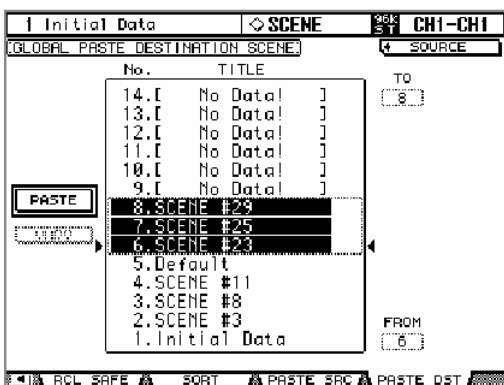 1 Initial Data ◇SCENE 96k ST CH1-CH1
GLOBAL PASTE DESTINATION SCENE SOURCE
No. TITLE
TO
8
14.[ No Data! ]
13.[ No Data! ]
12.[ No Data! ]
11.[ No Data! ]
10.[ No Data! ]
9.[ No Data! ]
PASTE
8.SCENE #29
7.SCENE #25
UNDO
6.SCENE #23
5.Default
4.SCENE #11
3.SCENE #8
2.SCENE #3
1.Initial Data
FROM
6
RCL SAFE SORT PASTE SRC PASTE DST